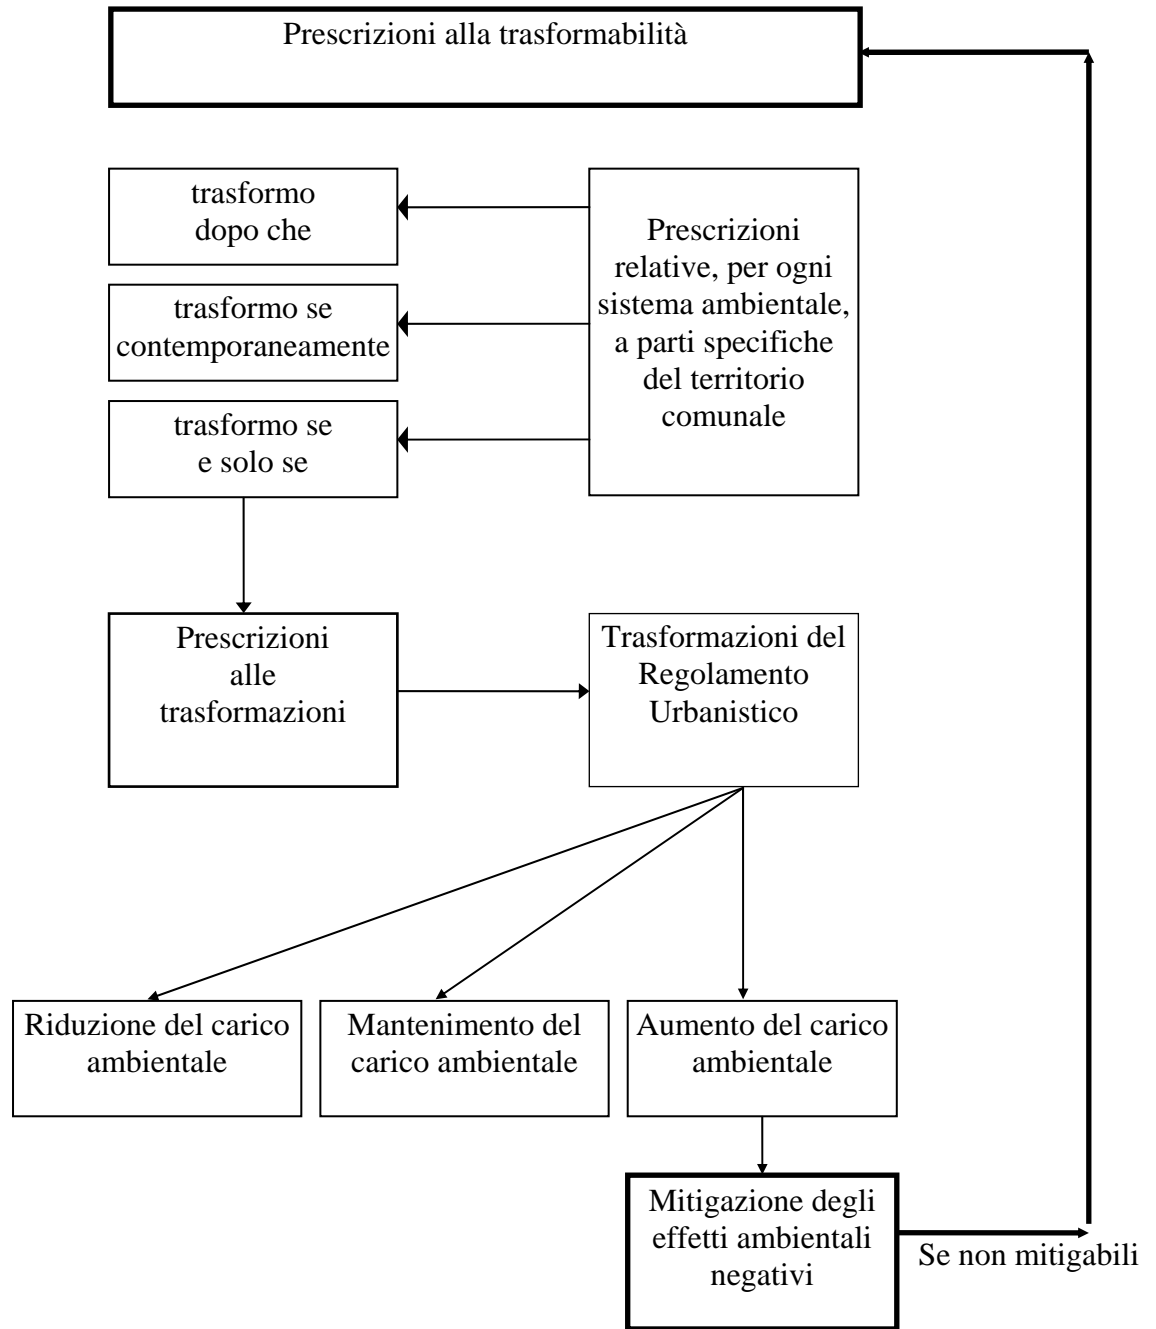 Prescrizioni alla trasformabilità
trasformo
dopo che
trasformo se
contemporaneamente
trasformo se
e solo se
Prescrizioni
relative, per ogni
sistema ambientale,
a parti specifiche
del territorio
comunale
Prescrizioni
alle
trasformazioni
Trasformazioni del
Regolamento
Urbanistico
Riduzione del carico
ambientale
Mantenimento del
carico ambientale
Aumento del carico
ambientale
Mitigazione degli
effetti ambientali
negativi
Se non mitigabili